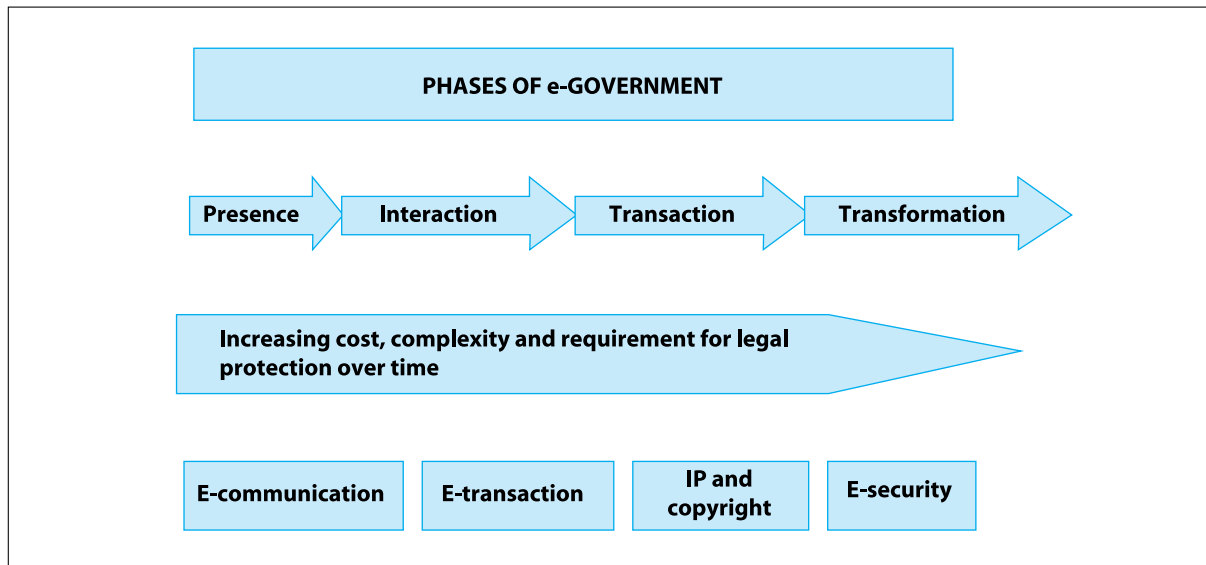 PHASES OF e-GOVERNMENT
Presence
Interaction
Transaction
Transformation
Increasing cost, complexity and requirement for legal
protection over time
E-communication
E-transaction
IP and
copyright
E-security